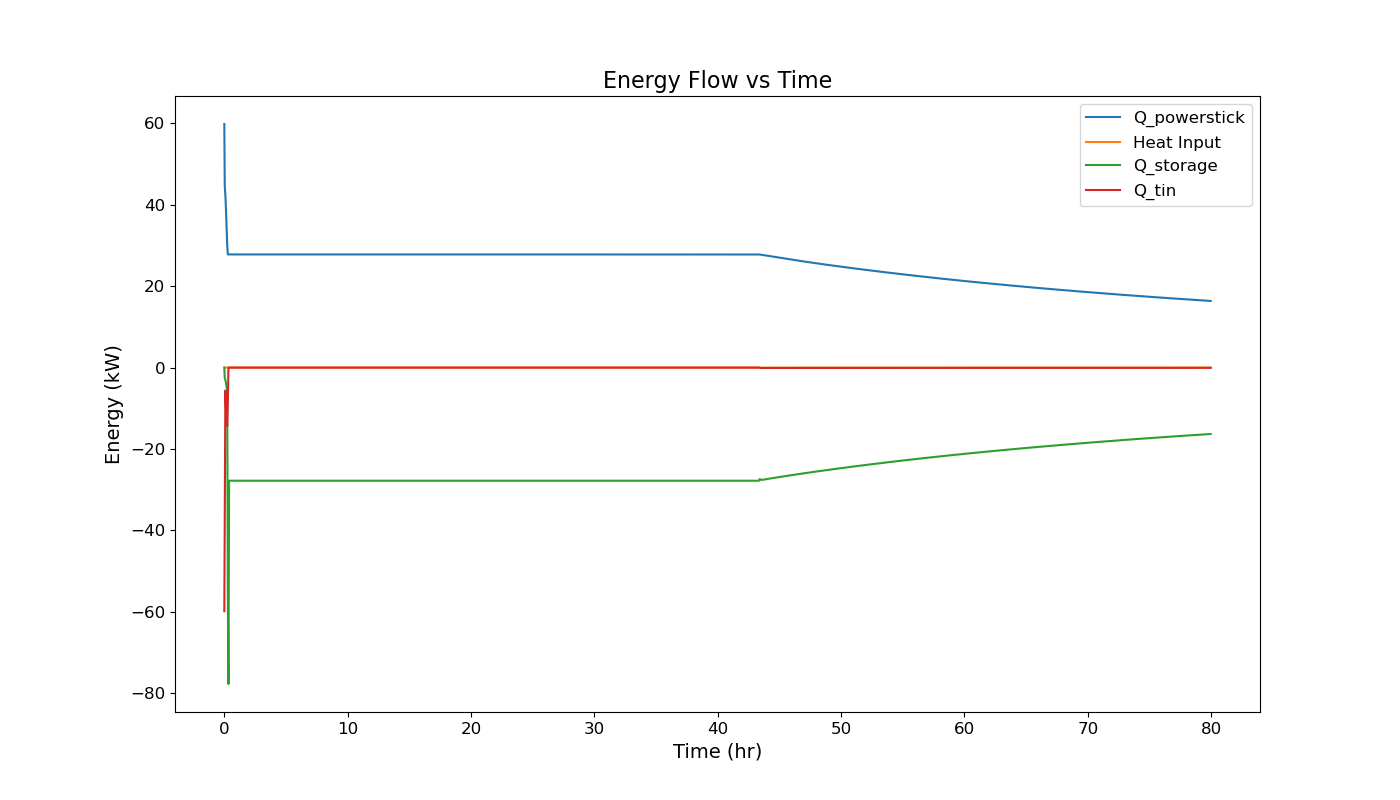 Energy Flow vs Time
Q_powerstick
Heat Input
Q_storage
Q_tin
Energy (kW)
60
40
20
0
−20
−40
−60
−80
0 10 20 30 40 50 60 70 80
Time (hr)